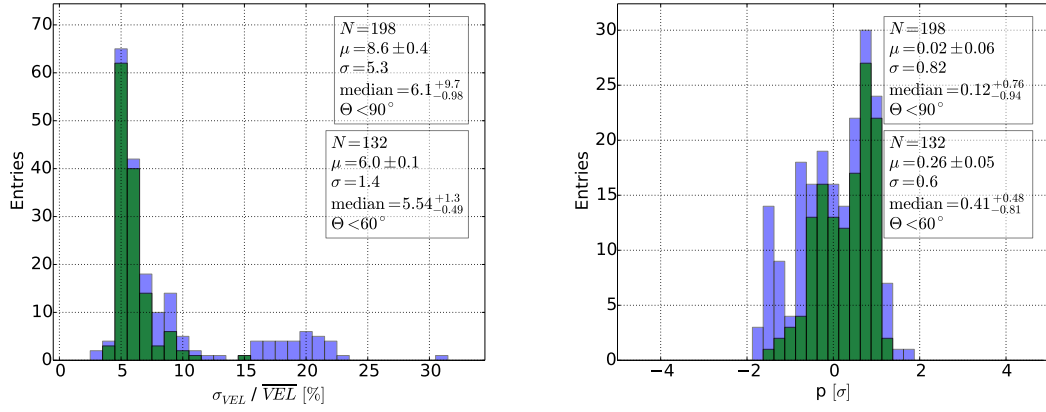 70
60
50
40
30
20
10
0
Entries
0 5 10 15 20 25 30
σ_VEL / \overline{VEL} [%]
N=198
μ=8.6±0.4
σ=5.3
median=6.1^{+9.7}_{-0.98}
Θ<90°
N=132
μ=6.0±0.1
σ=1.4
median=5.54^{+1.3}_{-0.49}
Θ<60°
30
25
20
15
10
5
0
Entries
−4 −2 0 2 4
p [σ]
N=198
μ=0.02±0.06
σ=0.82
median=0.12^{+0.76}_{-0.94}
Θ<90°
N=132
μ=0.26±0.05
σ=0.6
median=0.41^{+0.48}_{-0.81}
Θ<60°